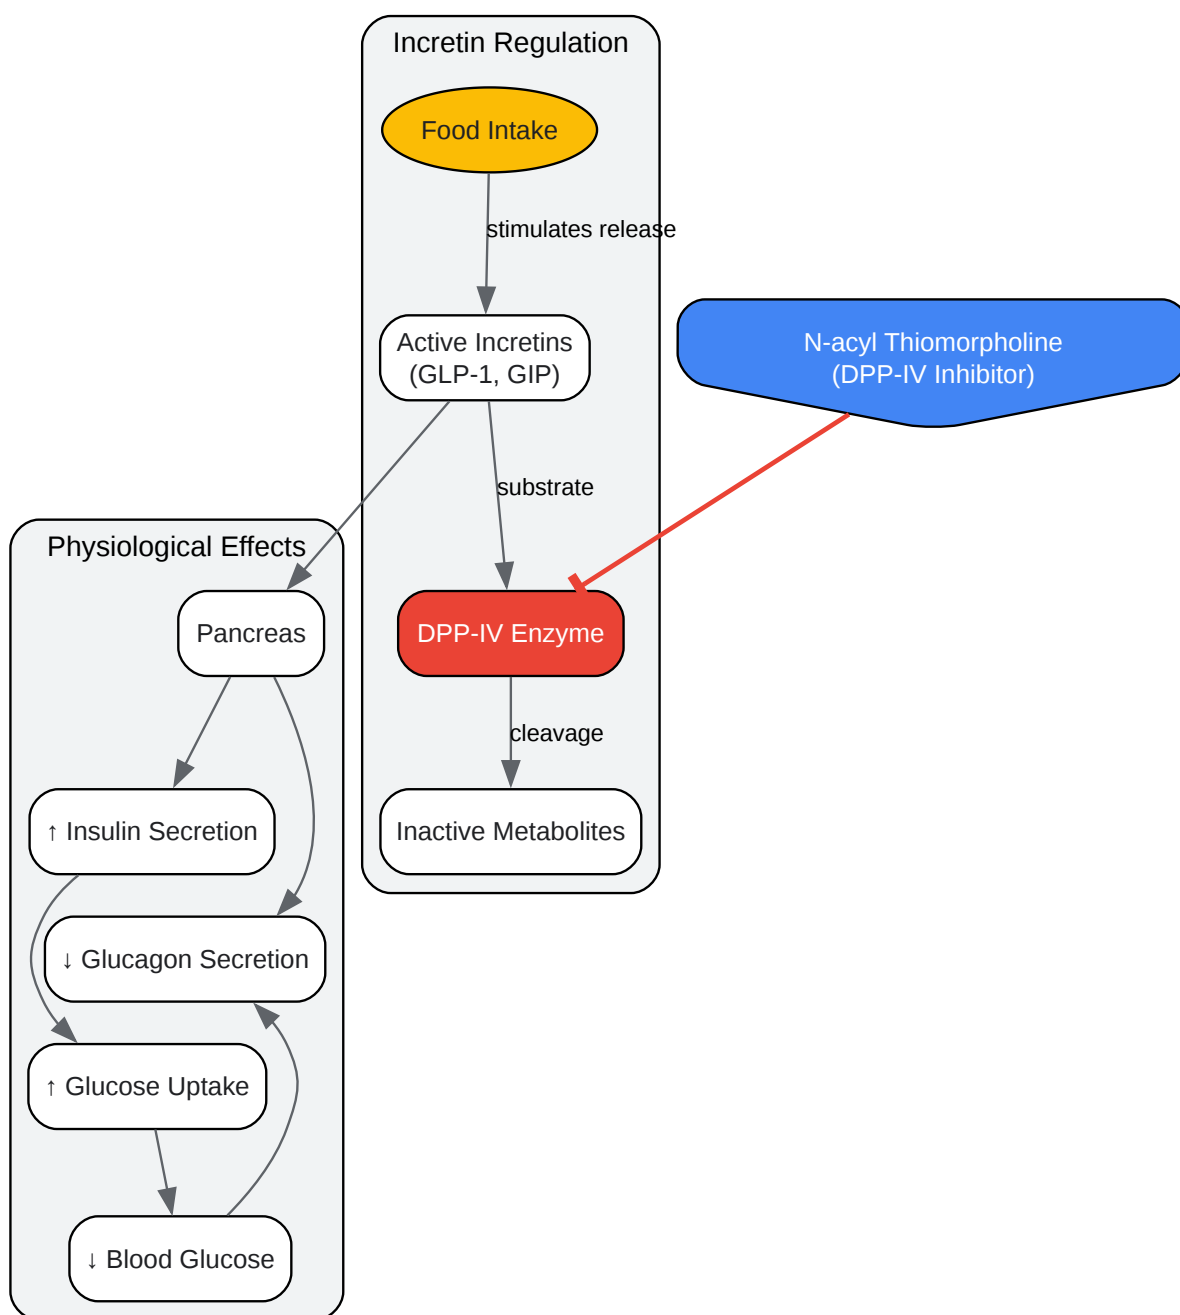 Incretin Regulation
Food Intake
stimulates release
Active Incretins
(GLP-1, GIP)
N-acyl Thiomorpholine
(DPP-IV Inhibitor)
substrate
Physiological Effects
Pancreas
DPP-IV Enzyme
cleavage
↑ Insulin Secretion
Inactive Metabolites
↓ Glucagon Secretion
↑ Glucose Uptake
↓ Blood Glucose